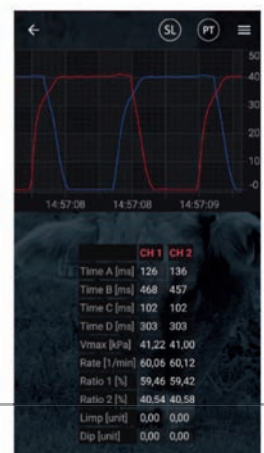 ← SL PT
50
40
30
20
10
-0
14:57:08 14:57:08 14:57:09
CH 1 CH 2
Time A [ms] 126 136
Time B [ms] 468 457
Time C [ms] 102 102
Time D [ms] 303 303
Vmax [kPa] 41,22 41,00
Rate [1/min] 60,06 60,12
Ratio 1 [%] 59,46 59,42
Ratio 2 [%] 40,54 40,58
Limp [unit] 0,00 0,00
Dip [unit] 0,00 0,00